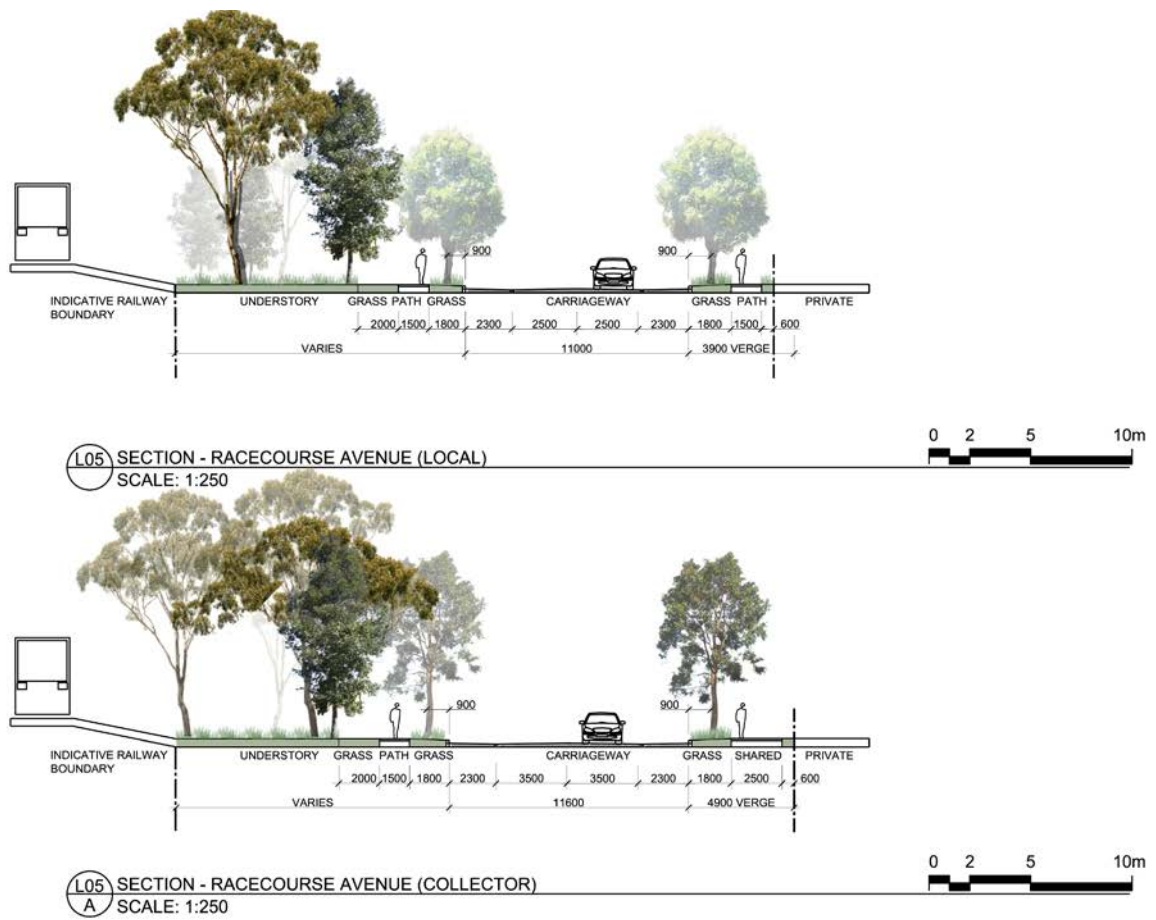 900
900
INDICATIVE RAILWAY
BOUNDARY
UNDERSTORY
GRASS PATH GRASS
CARRIAGEWAY
GRASS PATH
PRIVATE
2000 1500 1800 2300 2500 2500 2300 1800 1500 600
VARIES
11000
3900 VERGE
L05 SECTION - RACECOURSE AVENUE (LOCAL)
SCALE: 1:250
0 2 5 10m
900
900
INDICATIVE RAILWAY
BOUNDARY
UNDERSTORY
GRASS PATH GRASS
CARRIAGEWAY
GRASS SHARED
PRIVATE
2000 1500 1800 2300 3500 3500 2300 1800 2500 600
VARIES
11600
4900 VERGE
L05 SECTION - RACECOURSE AVENUE (COLLECTOR)
A SCALE: 1:250
0 2 5 10m